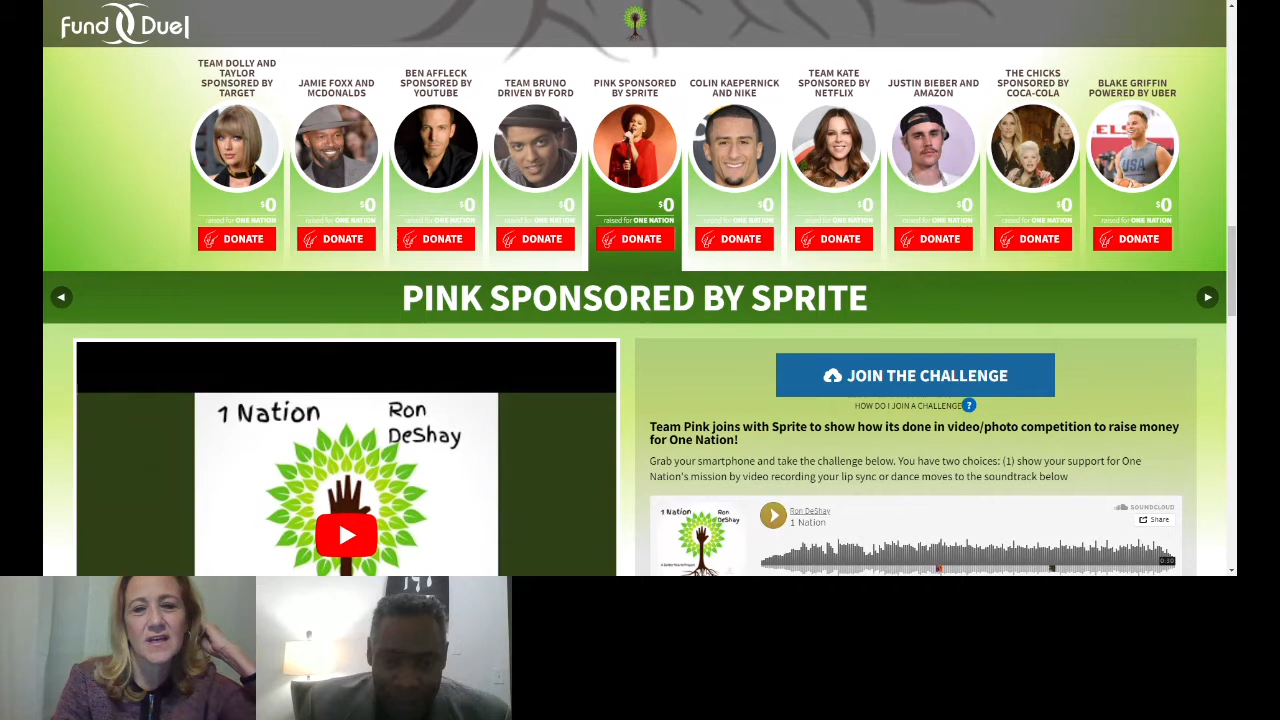 Fund Duel
TEAM DOLLY AND
TAYLOR
SPONSORED BY
TARGET
JAMIE FOXX AND
MCDONALDS
BEN AFFLECK
SPONSORED BY
YOUTUBE
TEAM BRUNO
DRIVEN BY FORD
PINK SPONSORED
BY SPRITE
COLIN KAEPERNICK
AND NIKE
TEAM KATE
SPONSORED BY
NETFLIX
JUSTIN BIEBER AND
AMAZON
THE CHICKS
SPONSORED BY
COCA-COLA
BLAKE GRIFFIN
POWERED BY UBER
USA
$0 $0 $0 $0 $0 $0 $0 $0 $0 $0
raised for ONE NATION raised for ONE NATION raised for ONE NATION raised for ONE NATION raised for ONE NATION raised for ONE NATION raised for ONE NATION raised for ONE NATION raised for ONE NATION raised for ONE NATION
DONATE DONATE DONATE DONATE DONATE DONATE DONATE DONATE DONATE DONATE
PINK SPONSORED BY SPRITE
1 Nation Ron
DeShay
JOIN THE CHALLENGE
HOW DO I JOIN A CHALLENGE ?
Team Pink joins with Sprite to show how its done in video/photo competition to raise money
for One Nation!
Grab your smartphone and take the challenge below. You have two choices: (1) show your support for One
Nation's mission by video recording your lip sync or dance moves to the soundtrack below
1 Nation Ron
DeShay
Ron DeShay
1 Nation
SOUNDCLOUD
Share
0:30